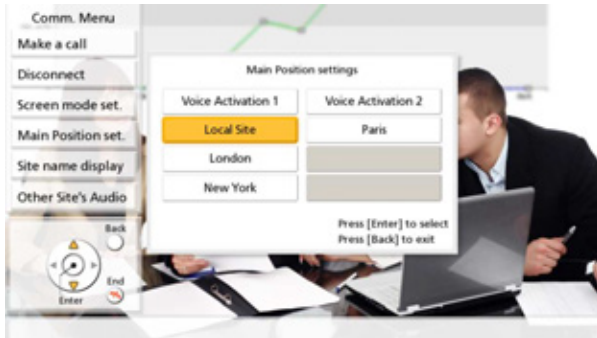 Comm. Menu
Make a call
Disconnect
Screen mode set.
Main Position set.
Site name display
Other Site's Audio
Back
End
Enter
Main Position settings
Voice Activation 1
Voice Activation 2
Local Site
Paris
London
New York
Press [Enter] to select
Press [Back] to exit